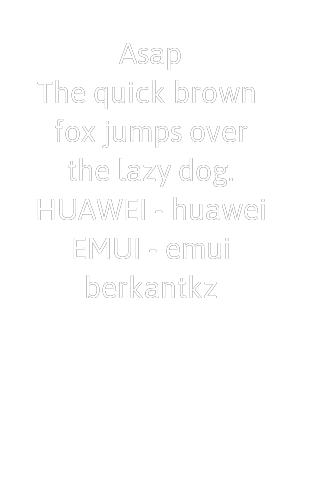 Asap
The quick brown
fox jumps over
the lazy dog.
HUAWEI - huawei
EMUI - emui
berkantkz